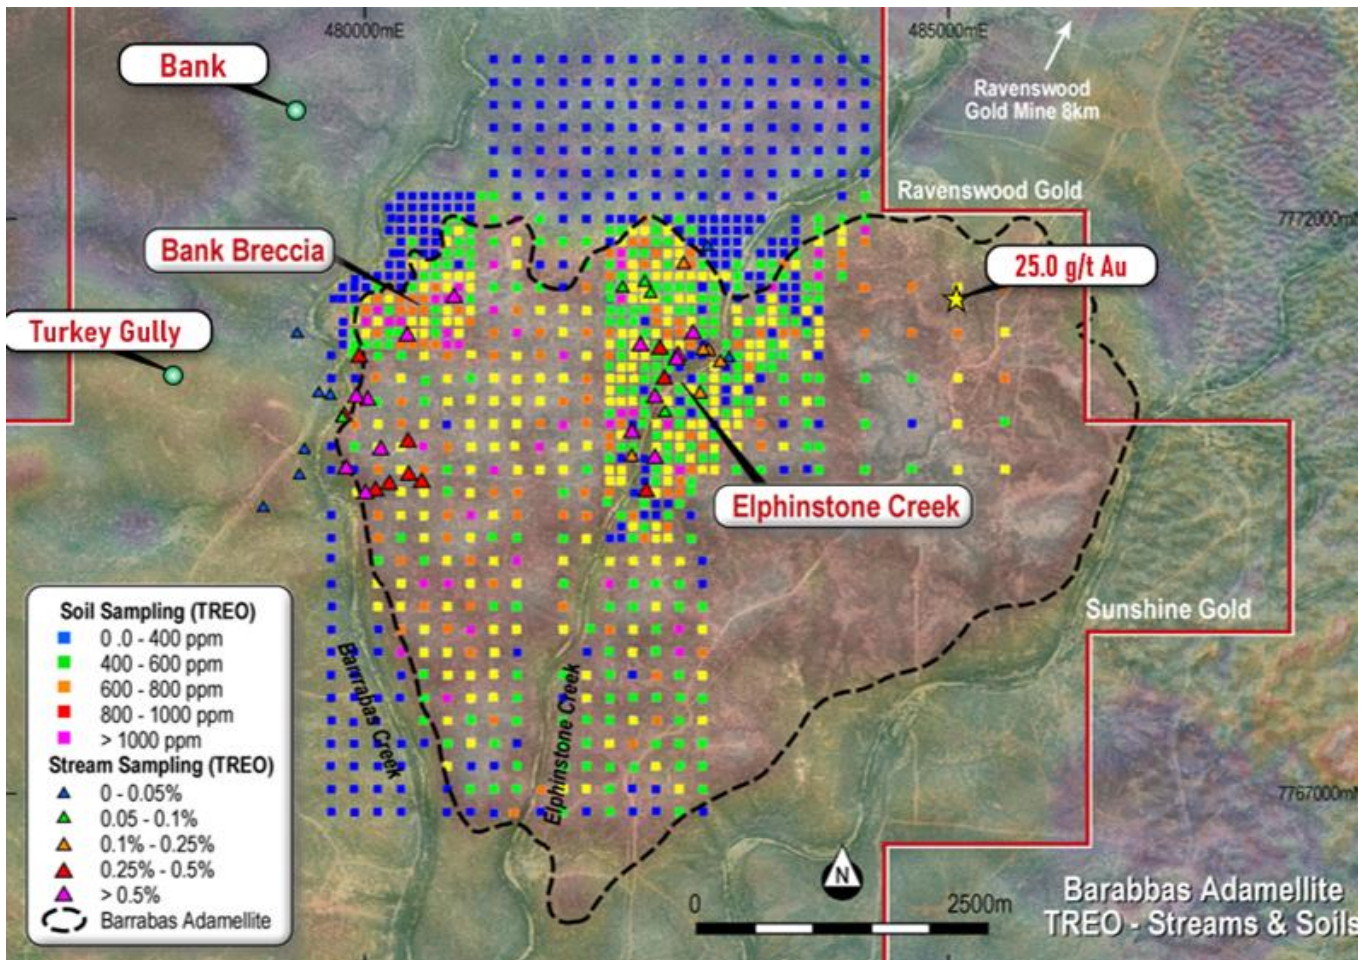 480000mE
485000mE
Bank
Ravenswood
Gold Mine 8km
Ravenswood Gold
7772000mN
Bank Breccia
25.0 g/t Au
Turkey Gully
Elphinstone Creek
Soil Sampling (TREO)
0 .0 - 400 ppm
400 - 600 ppm
600 - 800 ppm
800 - 1000 ppm
> 1000 ppm
Stream Sampling (TREO)
0 - 0.05%
0.05 - 0.1%
0.1% - 0.25%
0.25% - 0.5%
> 0.5%
Barrabas Adamellite
Barrabas Creek
Elphinstone Creek
Sunshine Gold
7767000mN
N
0
2500m
Barabbas Adamellite
TREO - Streams & Soils